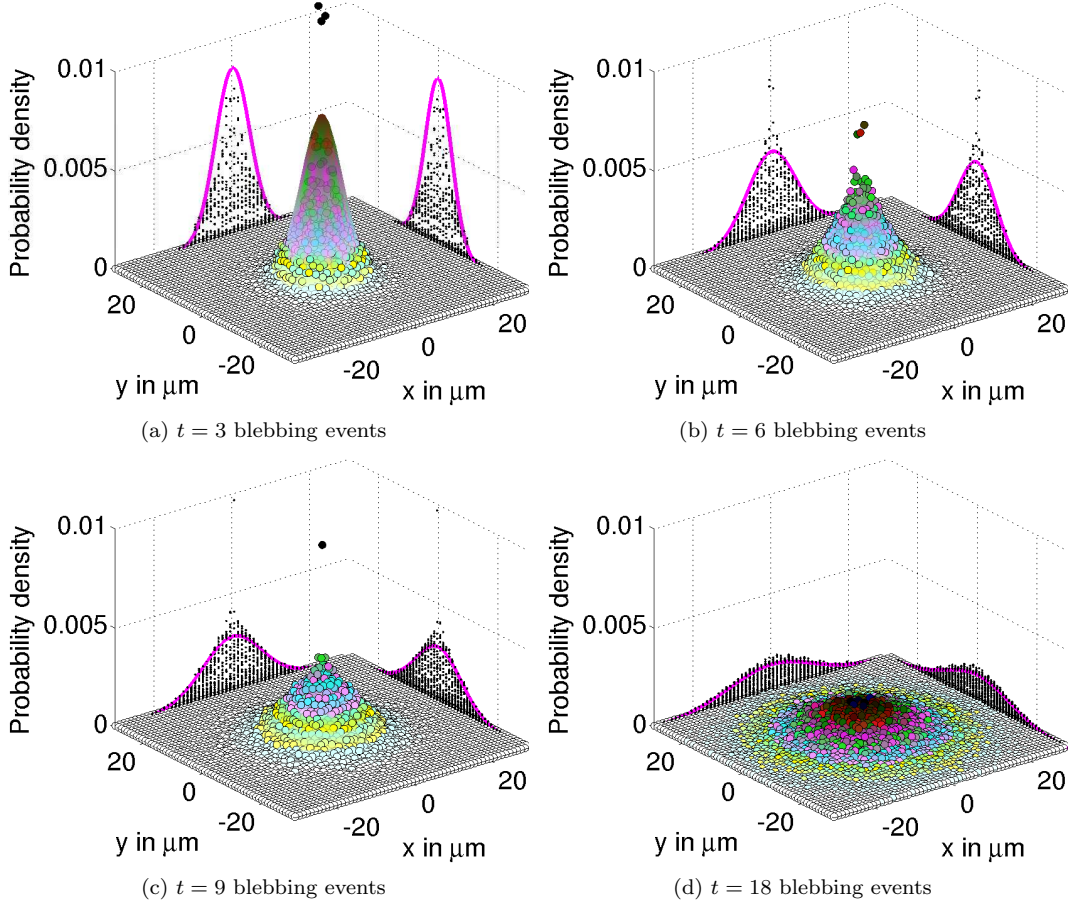 Probability density
0.01
0.005
0
20
0
-20
y in μm
-20
0
20
x in μm
(a) t = 3 blebbing events
Probability density
0.01
0.005
0
20
0
-20
y in μm
-20
0
20
x in μm
(b) t = 6 blebbing events
Probability density
0.01
0.005
0
20
0
-20
y in μm
-20
0
20
x in μm
(c) t = 9 blebbing events
Probability density
0.01
0.005
0
20
0
-20
y in μm
-20
0
20
x in μm
(d) t = 18 blebbing events